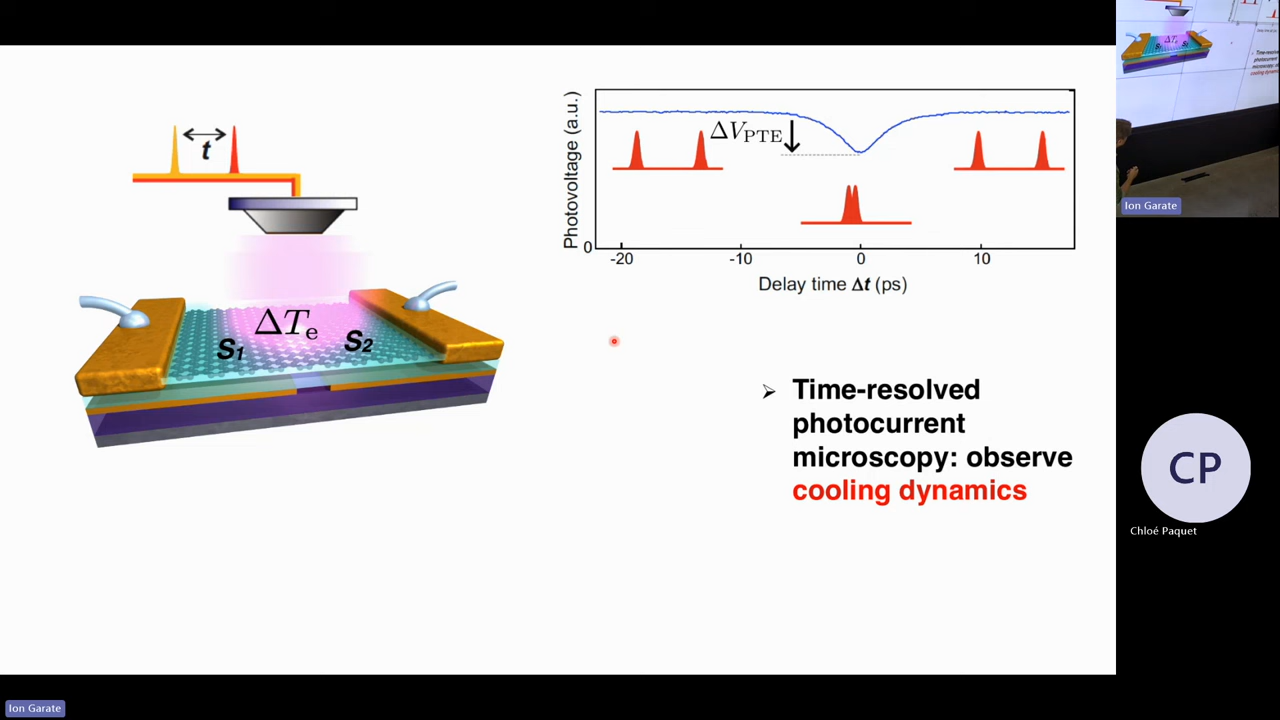 t
ΔTe
S1
S2
Photovoltage (a.u.)
ΔVPTE
0
-20
-10
0
10
Delay time Δt (ps)
➢ Time-resolved
photocurrent
microscopy: observe
cooling dynamics
Ion Garate
CP
Chloé Paquet
Ion Garate